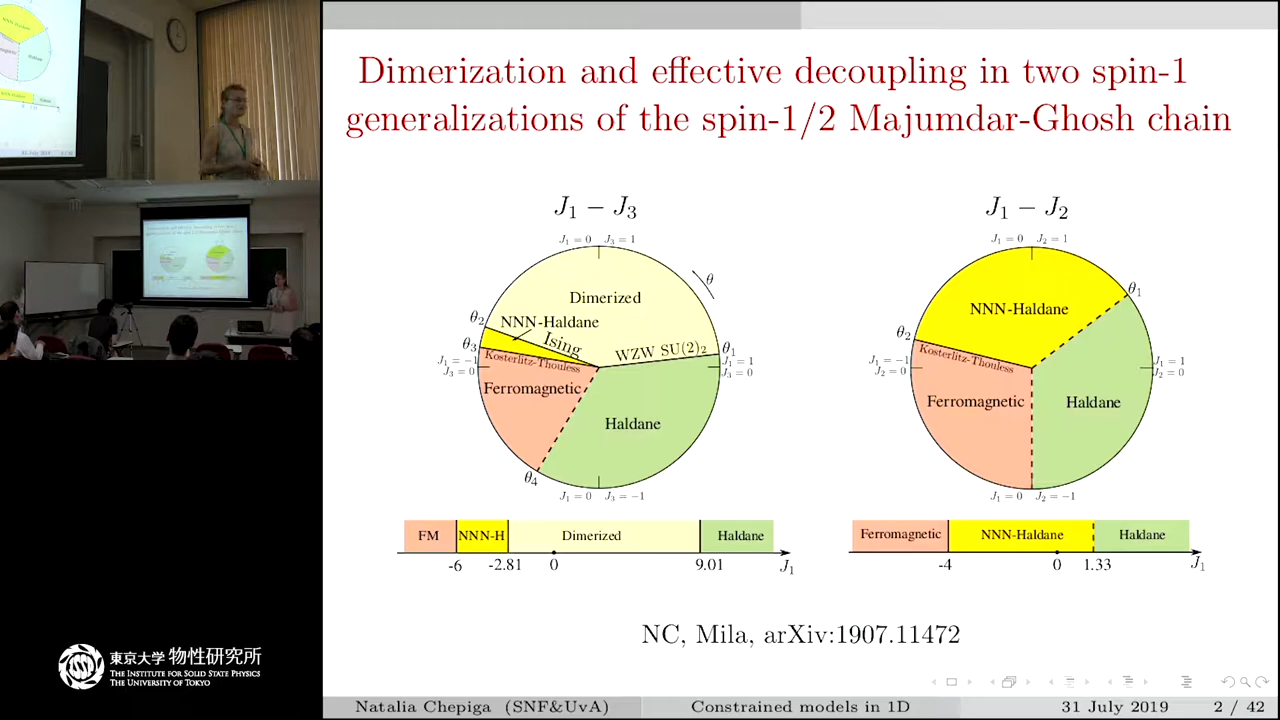 Dimerization and effective decoupling in two spin-1
generalizations of the spin-1/2 Majumdar-Ghosh chain
J₁ − J₃
J₁ = 0 J₃ = 1
θ
Dimerized
θ₂
NNN-Haldane
θ₃
Ising
WZW SU(2)₂
θ₁
J₁ = −1
J₃ = 0
Kosterlitz-Thouless
J₁ = 1
J₃ = 0
Ferromagnetic
Haldane
θ₄
J₁ = 0 J₃ = −1
FM
NNN-H
Dimerized
Haldane
-6
-2.81
0
9.01
J₁
J₁ − J₂
J₁ = 0 J₂ = 1
θ₁
NNN-Haldane
θ₂
Kosterlitz-Thouless
J₁ = −1
J₂ = 0
J₁ = 1
J₂ = 0
Ferromagnetic
Haldane
J₁ = 0 J₂ = −1
Ferromagnetic
NNN-Haldane
Haldane
-4
0
1.33
J₁
NC, Mila, arXiv:1907.11472
東京大学 物性研究所
THE INSTITUTE FOR SOLID STATE PHYSICS
THE UNIVERSITY OF TOKYO
Natalia Chepiga (SNF&UvA)
Constrained models in 1D
31 July 2019
2 / 42